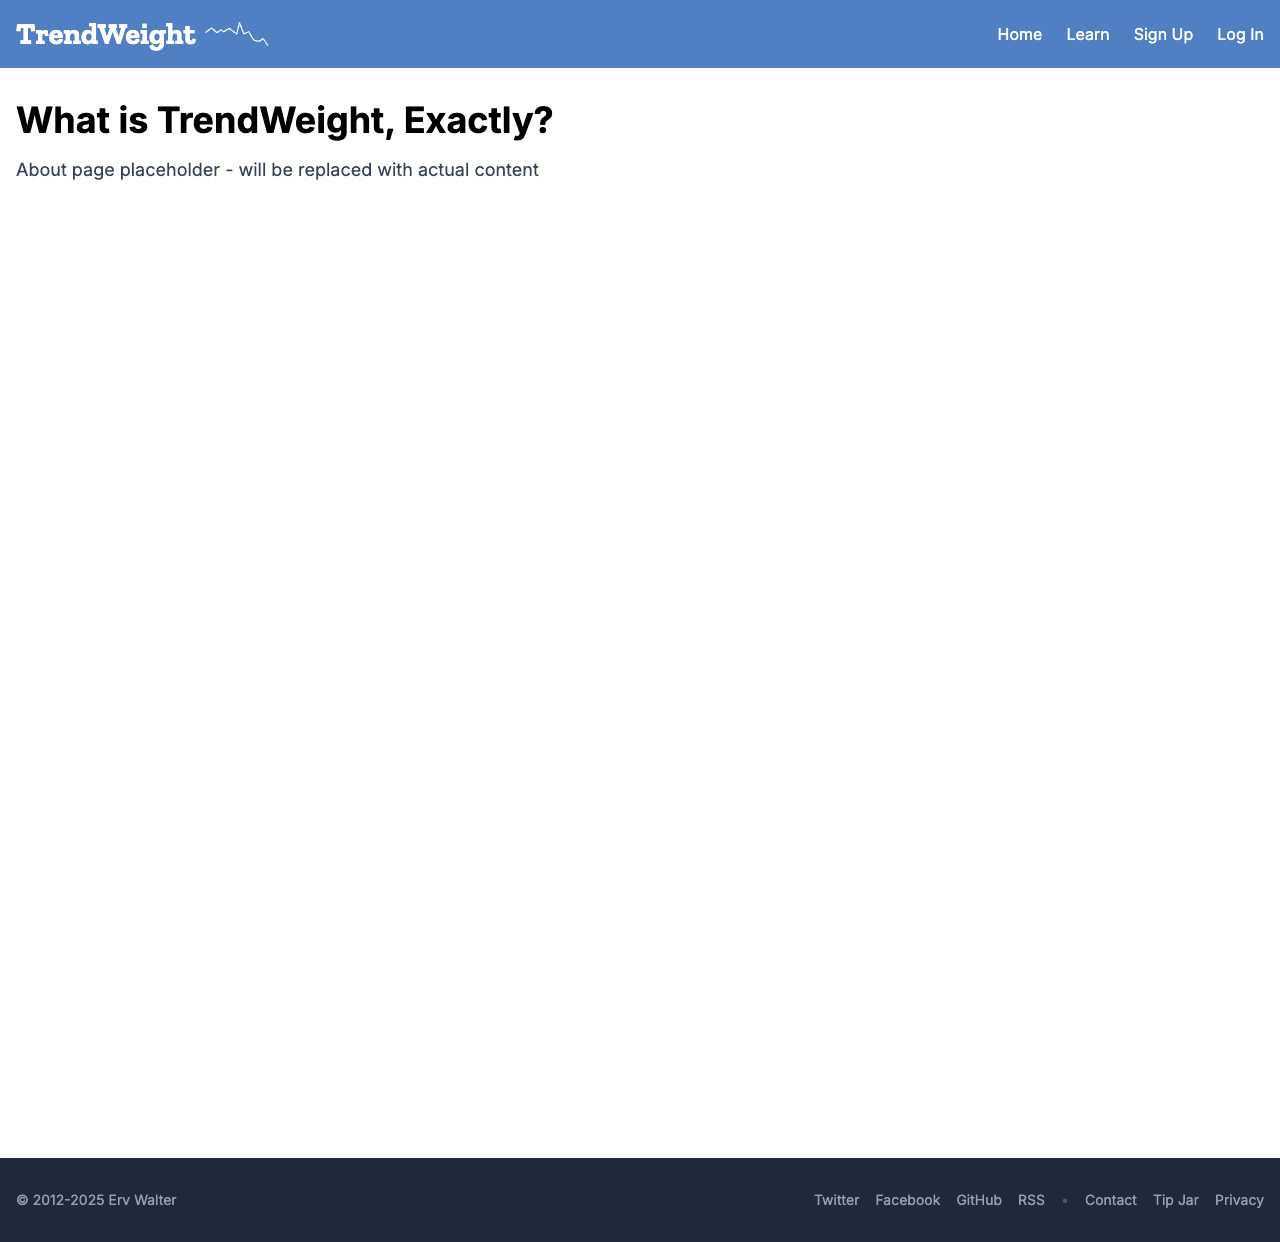 TrendWeight
Home Learn Sign Up Log In
What is TrendWeight, Exactly?
About page placeholder - will be replaced with actual content
© 2012-2025 Erv Walter
Twitter Facebook GitHub RSS • Contact Tip Jar Privacy